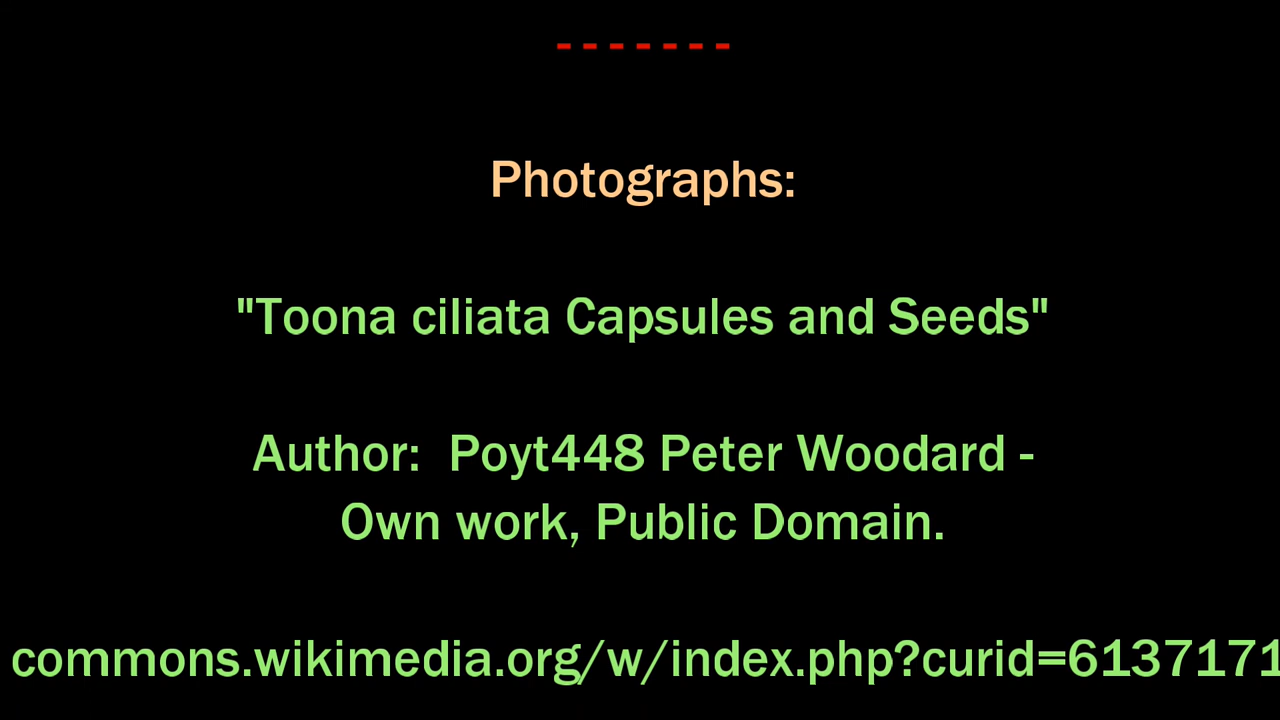 - - - - - - -
Photographs:
"Toona ciliata Capsules and Seeds"
Author:  Poyt448 Peter Woodard -
Own work, Public Domain.
commons.wikimedia.org/w/index.php?curid=6137171